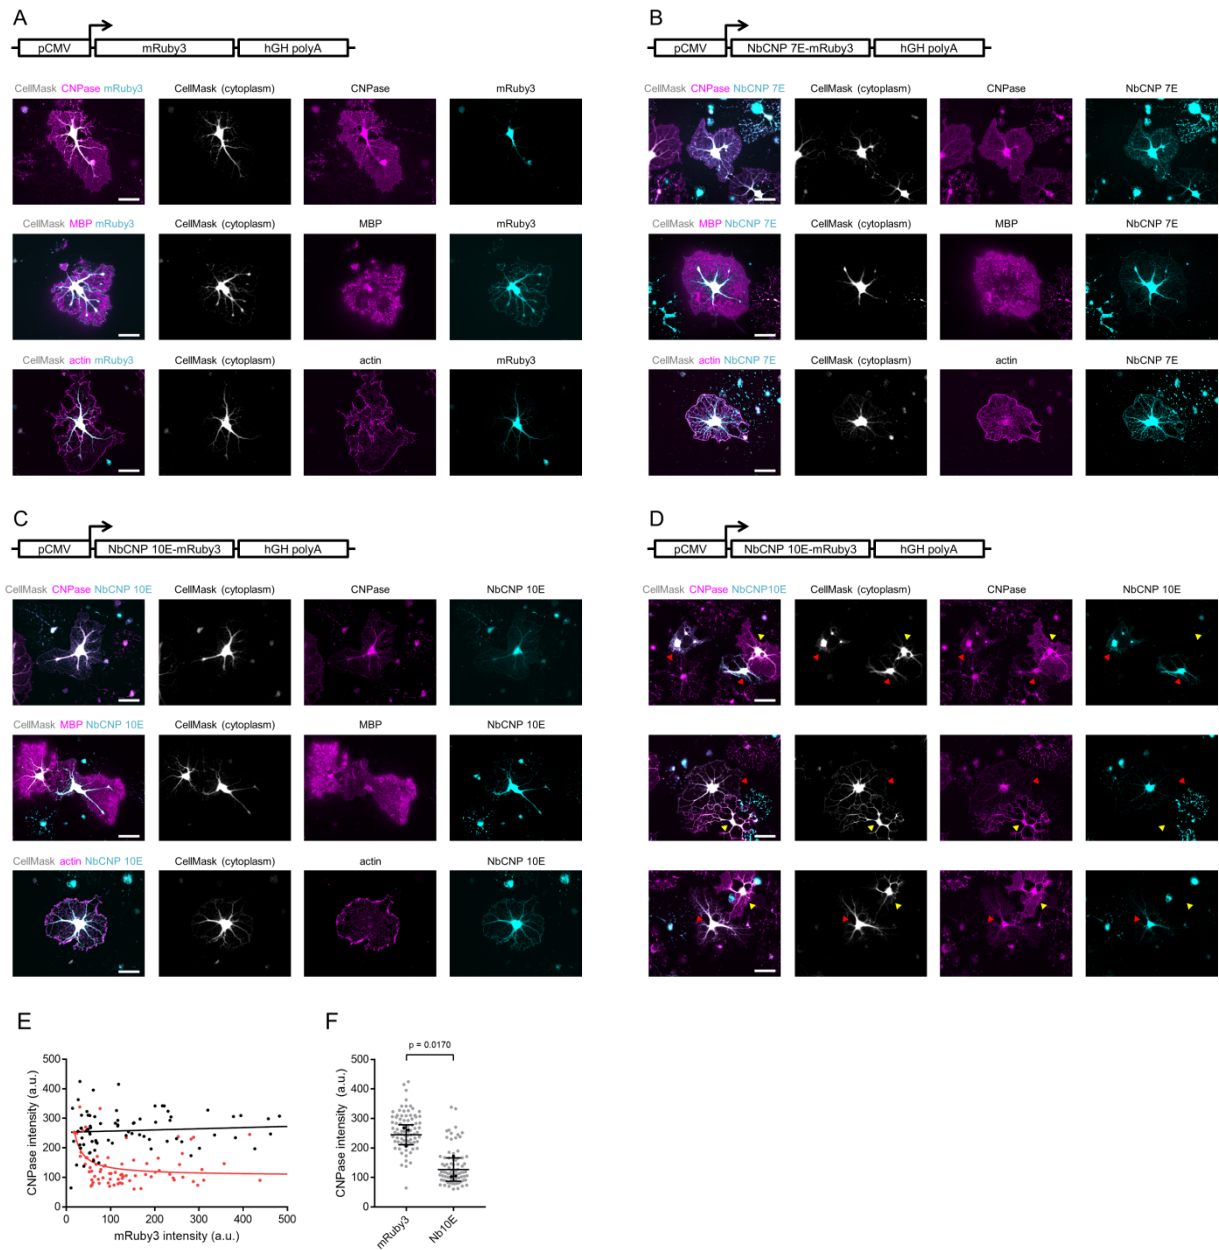 A
pCMV mRuby3 hGH polyA
CellMask CNPase mRuby3 CellMask (cytoplasm) CNPase mRuby3
CellMask MBP mRuby3 CellMask (cytoplasm) MBP mRuby3
CellMask actin mRuby3 CellMask (cytoplasm) actin mRuby3
B
pCMV NbCNP 7E-mRuby3 hGH polyA
CellMask CNPase NbCNP 7E CellMask (cytoplasm) CNPase NbCNP 7E
CellMask MBP NbCNP 7E CellMask (cytoplasm) MBP NbCNP 7E
CellMask actin NbCNP 7E CellMask (cytoplasm) actin NbCNP 7E
C
pCMV NbCNP 10E-mRuby3 hGH polyA
CellMask CNPase NbCNP 10E CellMask (cytoplasm) CNPase NbCNP 10E
CellMask MBP NbCNP 10E CellMask (cytoplasm) MBP NbCNP 10E
CellMask actin NbCNP 10E CellMask (cytoplasm) actin NbCNP 10E
D
pCMV NbCNP 10E-mRuby3 hGH polyA
CellMask CNPase NbCNP10E CellMask (cytoplasm) CNPase NbCNP 10E
E
CNPase intensity (a.u.)
500
400
300
200
100
0
0 100 200 300 400 500
mRuby3 intensity (a.u.)
F
p = 0.0170
CNPase intensity (a.u.)
500
400
300
200
100
0
mRuby3 Nb10E